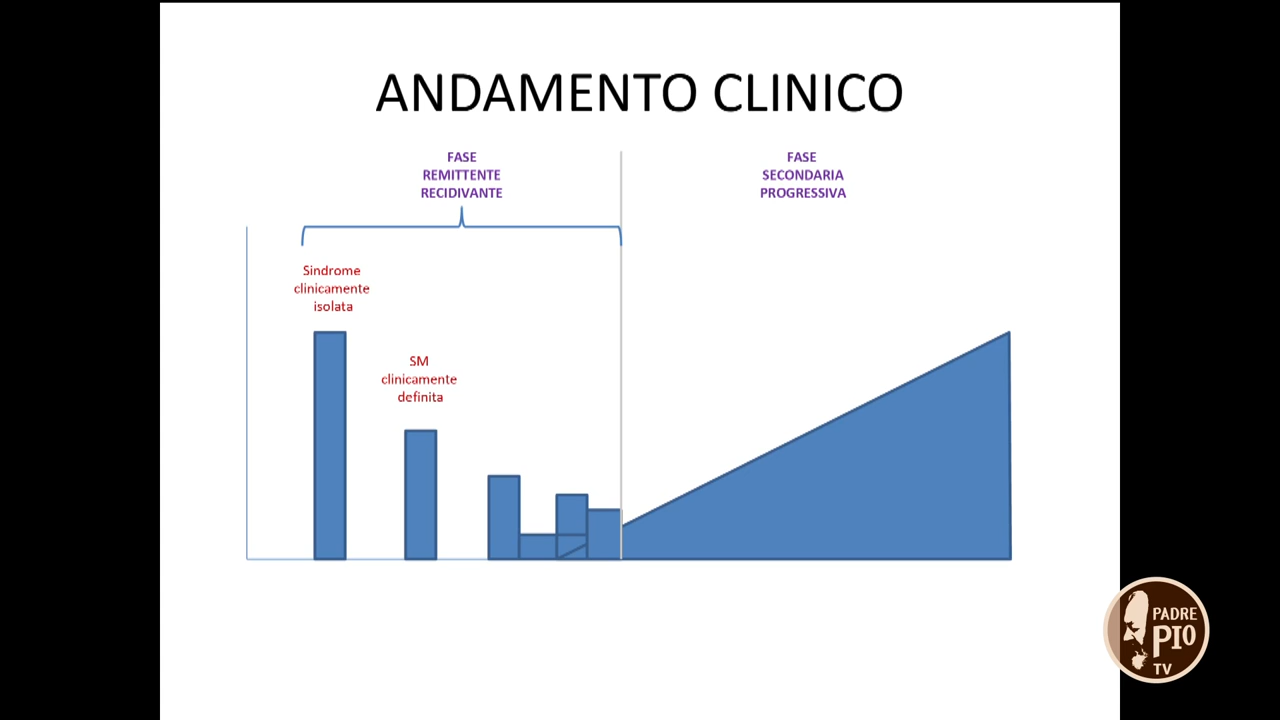 ANDAMENTO CLINICO
FASE
REMITTENTE
RECIDIVANTE
FASE
SECONDARIA
PROGRESSIVA
Sindrome
clinicamente
isolata
SM
clinicamente
definita
PADRE
PIO
TV